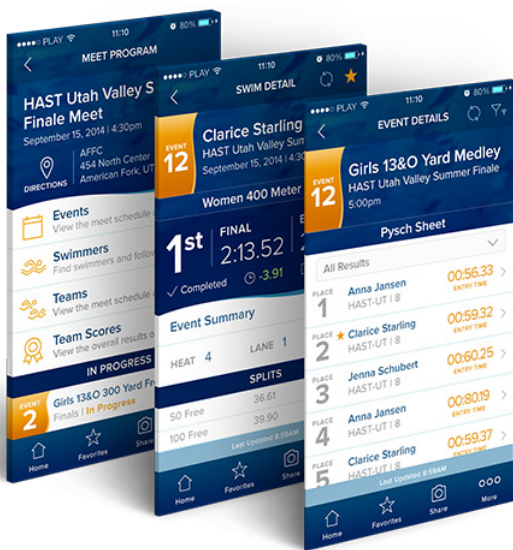 PLAY
11:10
80%
MEET PROGRAM
HAST Utah Valley S
Finale Meet
September 15, 2014 | 4:30pm
DIRECTIONS
AFFC
454 North Center
American Fork, UT
Events
View the meet schedule
Swimmers
Find swimmers and follow
Teams
View the meet schedule
Team Scores
View the overall results o
IN PROGRESS
EVENT
2
Girls 13&O 300 Yard Fr
Finals | In Progress
Home
Favorites
Share
PLAY
11:10
80%
SWIM DETAIL
EVENT
12
Clarice Starling
HAST Utah Valley Sum
September 15, 2014 | 4:30
Women 400 Meter
1st
FINAL
2:13.52
Completed
-3.91
Event Summary
HEAT 4
LANE 1
SPLITS
50 Free 36.61
100 Free 39.90
Last Updated 8:59AM
Home
Favorites
Share
PLAY
11:10
80%
EVENT DETAILS
EVENT
12
Girls 13&O Yard Medley
HAST Utah Valley Summer Finale
5:00pm
Pysch Sheet
All Results
PLACE
1
Anna Jansen
HAST-UT | 8
00:56.33
ENTRY TIME
PLACE
2
Clarice Starling
HAST-UT | 8
00:59.32
ENTRY TIME
PLACE
3
Jenna Schubert
HAST-UT | 8
00:60.25
ENTRY TIME
PLACE
4
Anna Jansen
HAST-UT | 8
00:80.19
ENTRY TIME
PLACE
5
Clarice Starling
HAST-UT | 8
00:59.37
ENTRY TIME
Last Updated 8:59AM
Home
Favorites
Share
More